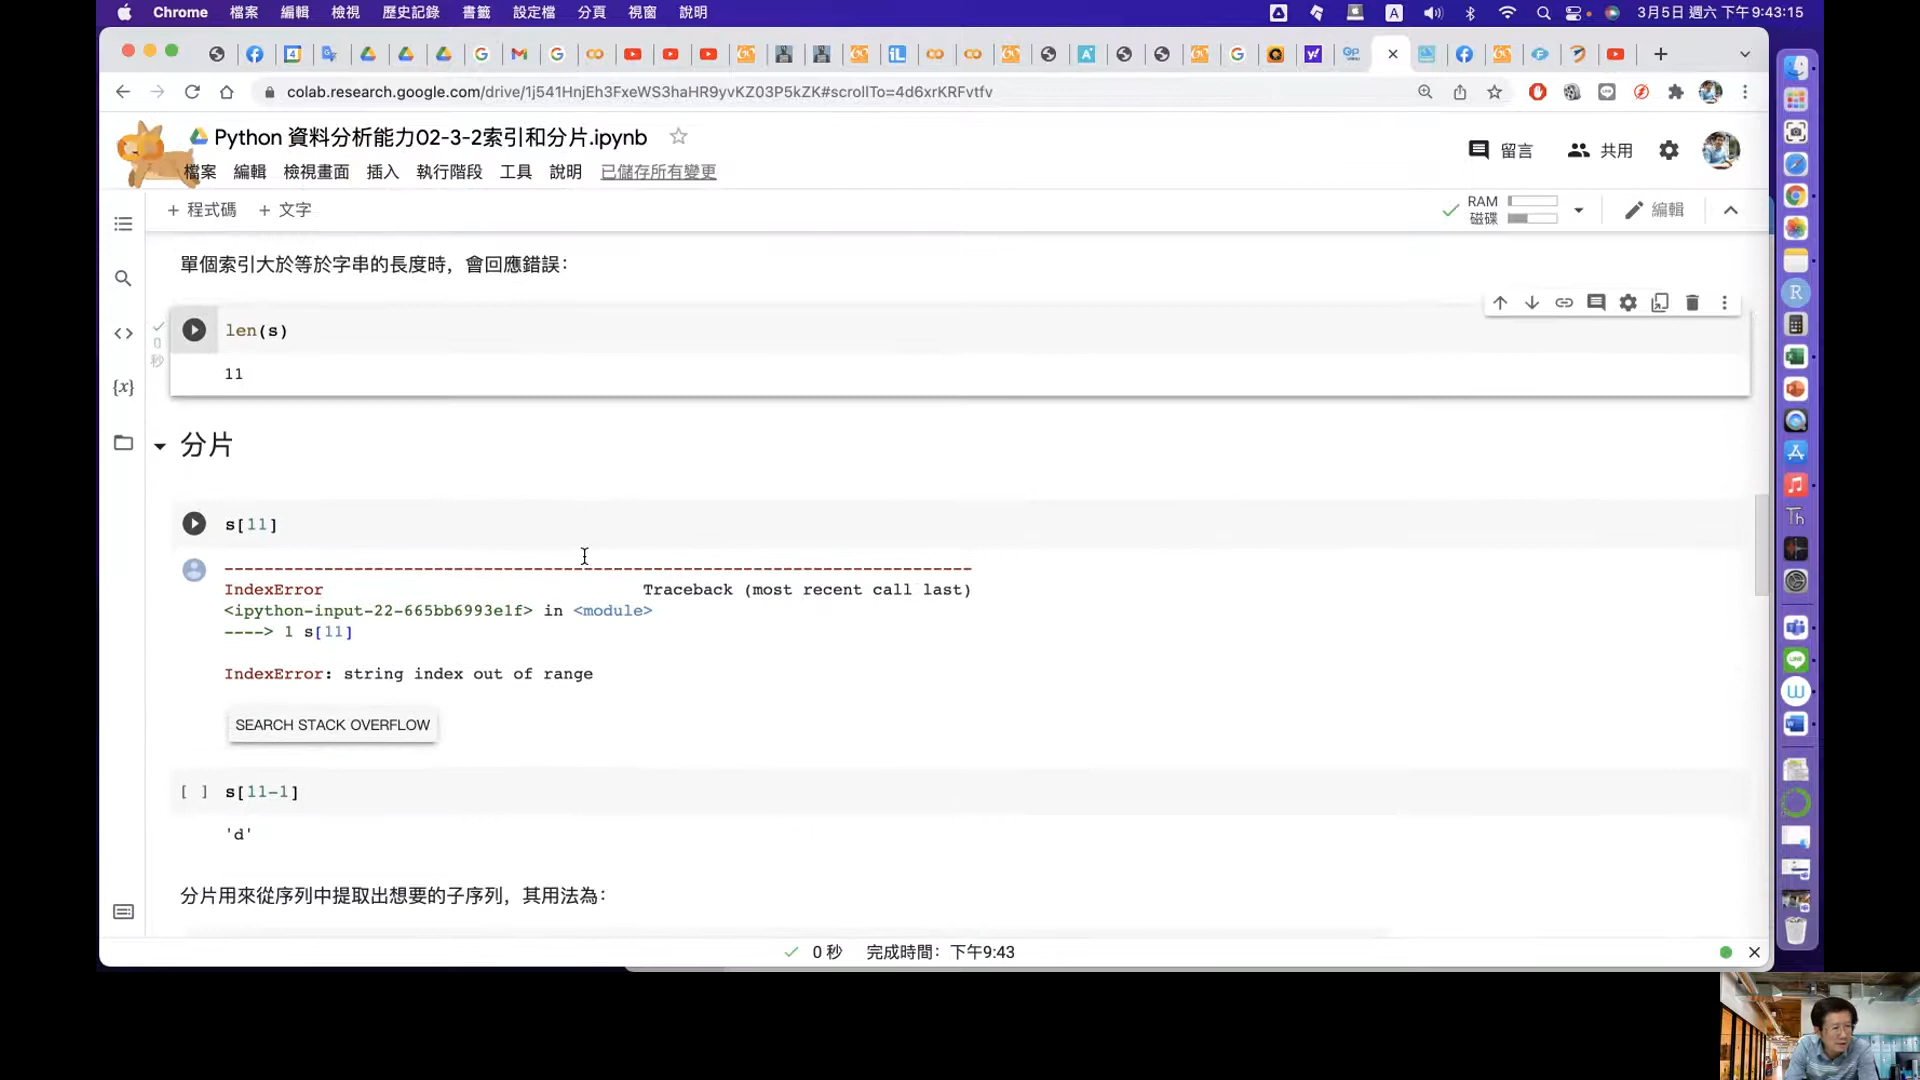 Chrome 檔案 編輯 檢視 歷史記錄 書籤 設定檔 分頁 視窗 說明 A 3月5日 週六 下午9:43:15
colab.research.google.com/drive/1j541HnjEh3FxeWS3haHR9yvKZ03P5kZK#scrollTo=4d6xrKRFvtfv
Python 資料分析能力02-3-2索引和分片.ipynb
留言 共用
檔案 編輯 檢視畫面 插入 執行階段 工具 說明 已儲存所有變更
+ 程式碼 + 文字
RAM
磁碟
編輯
單個索引大於等於字串的長度時，會回應錯誤：
len(s)
0
秒
11
分片
s[11]
---------------------------------------------------------------------------
IndexError Traceback (most recent call last)
<ipython-input-22-665bb6993e1f> in <module>
----> 1 s[11]
IndexError: string index out of range
SEARCH STACK OVERFLOW
[ ] s[11-1]
'd'
分片用來從序列中提取出想要的子序列，其用法為：
0 秒 完成時間：下午9:43